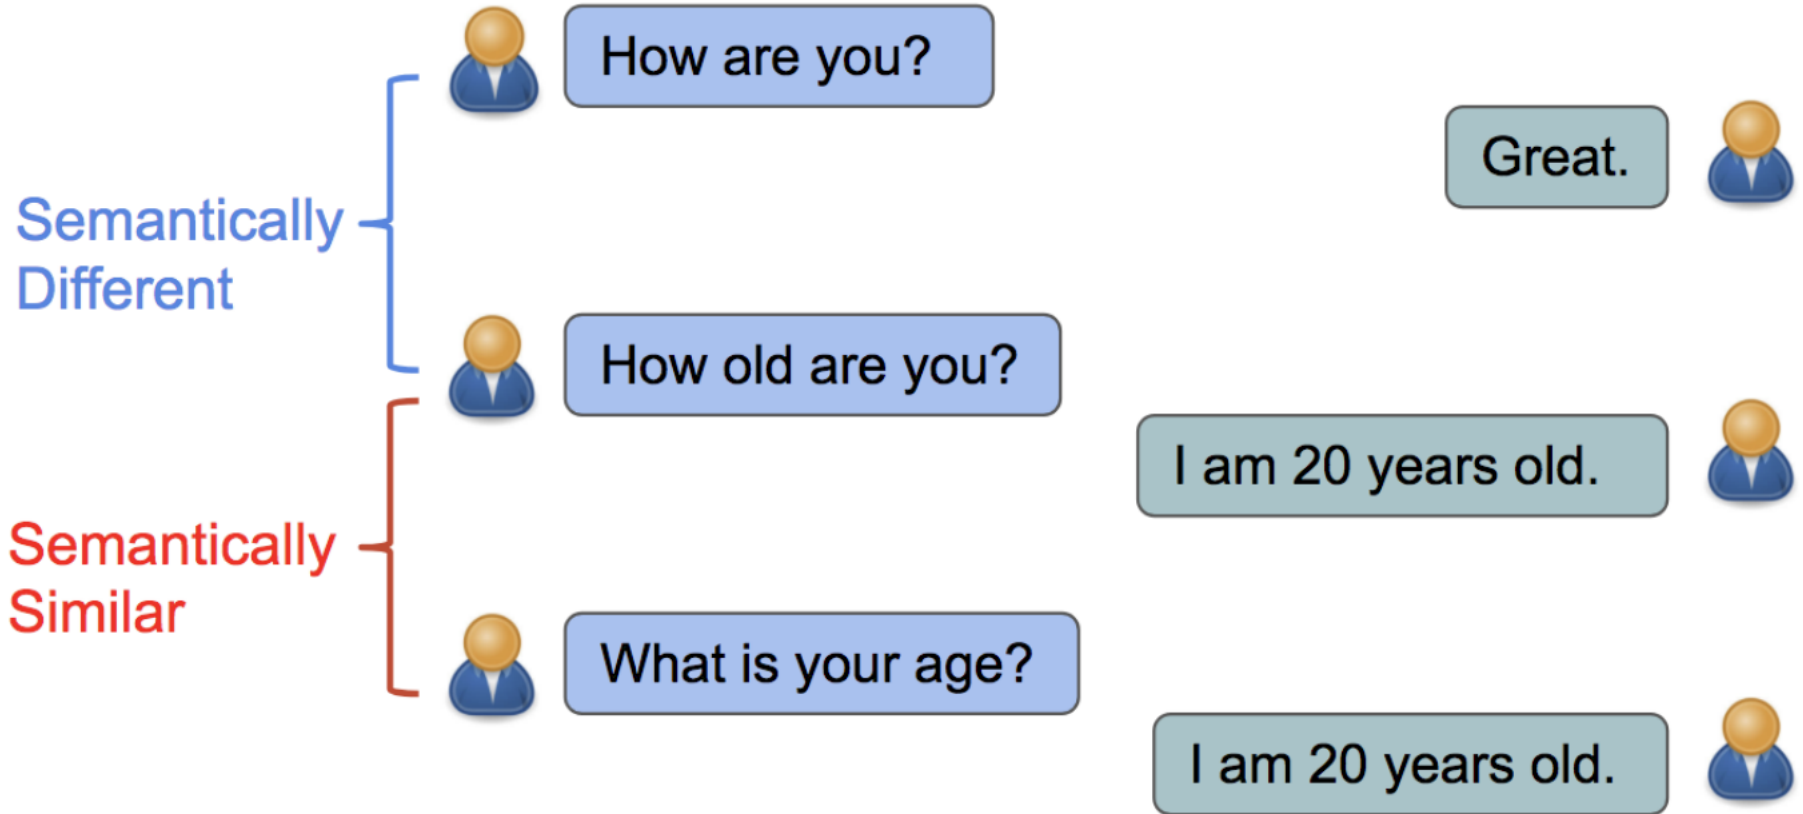 How are you?
Great.
Semantically
Different
How old are you?
I am 20 years old.
Semantically
Similar
What is your age?
I am 20 years old.